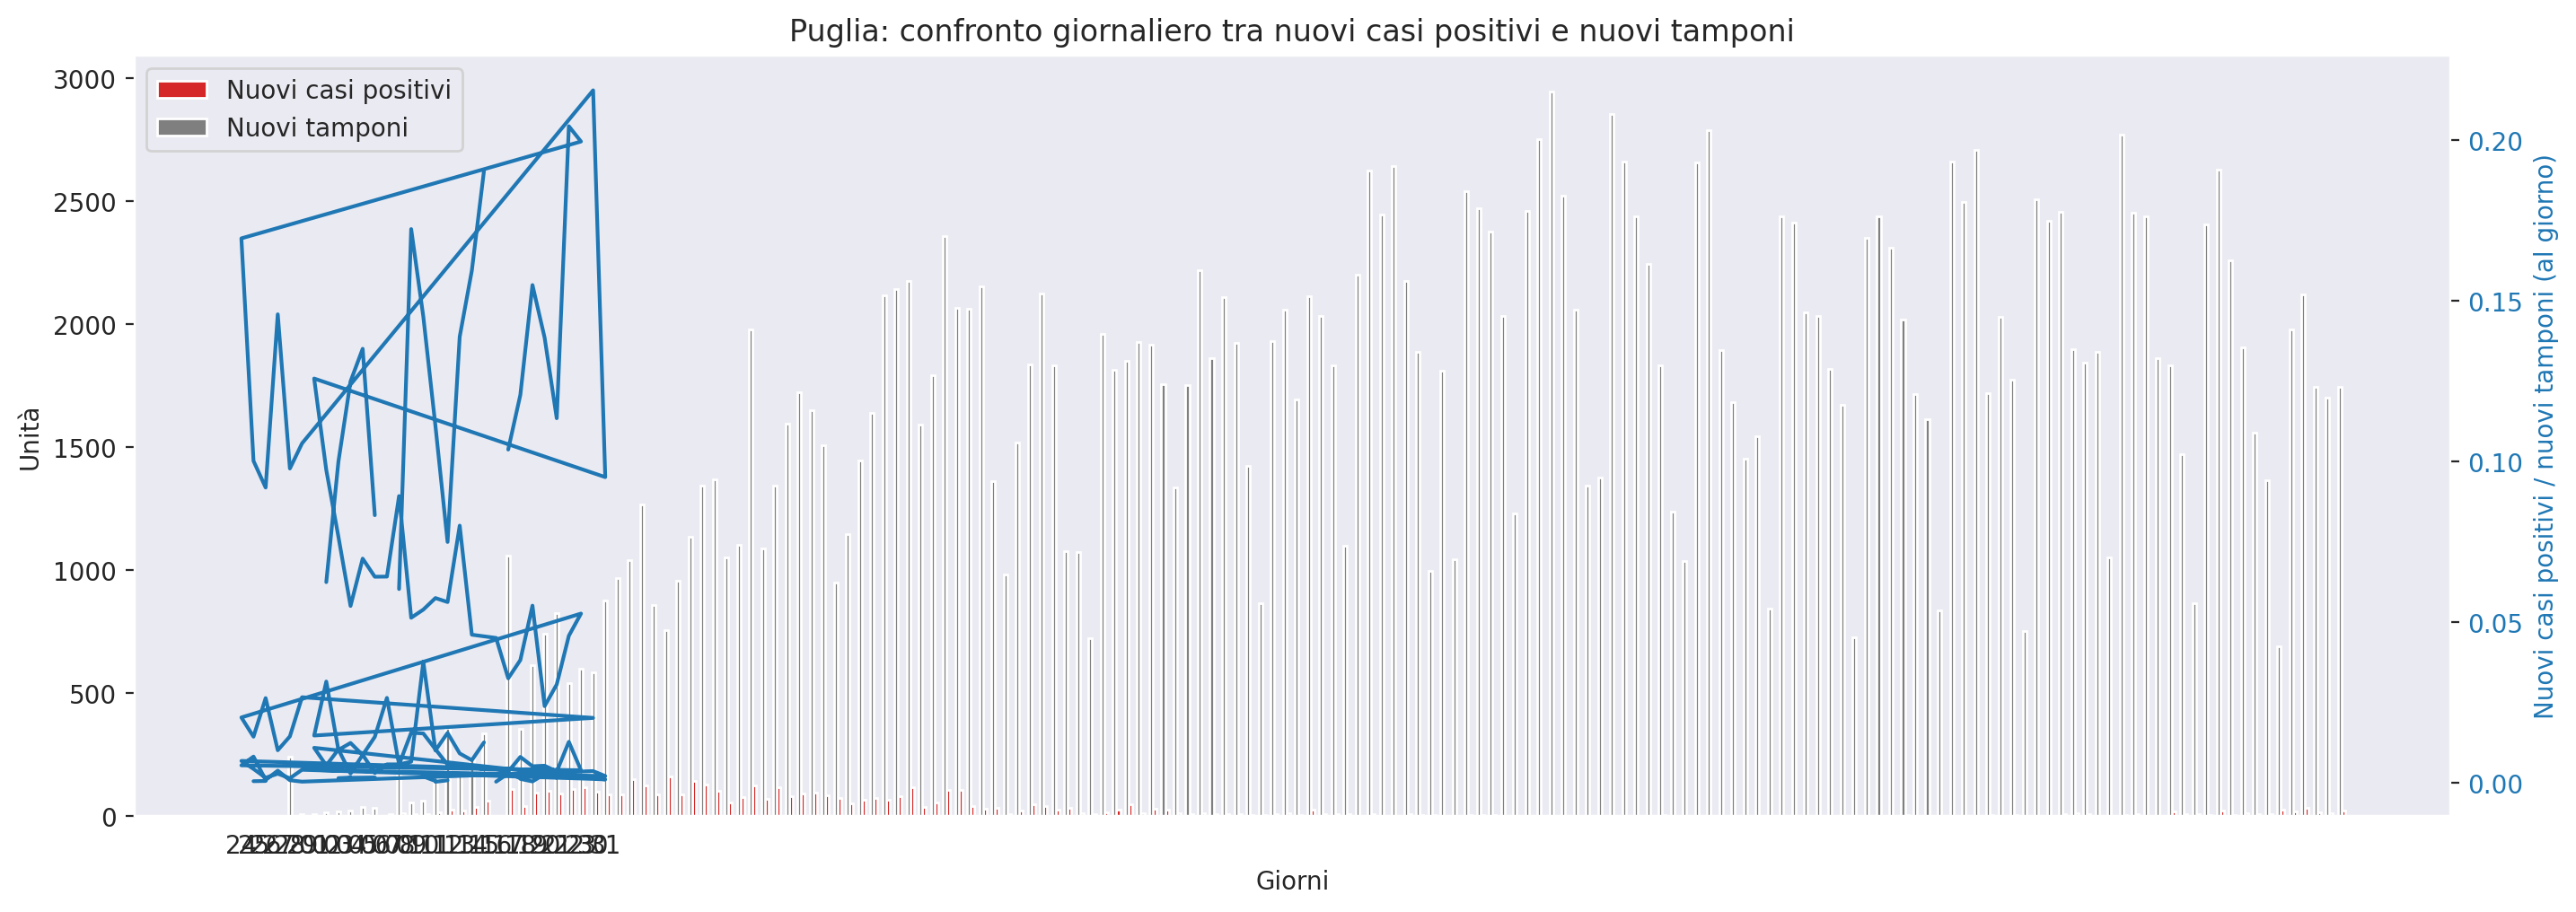 Puglia: confronto giornaliero tra nuovi casi positivi e nuovi tamponi
Nuovi casi positivi
Nuovi tamponi
3000
2500
2000
1500
1000
500
0
Unità
0.20
0.15
0.10
0.05
0.00
Nuovi casi positivi / nuovi tamponi (al giorno)
Giorni